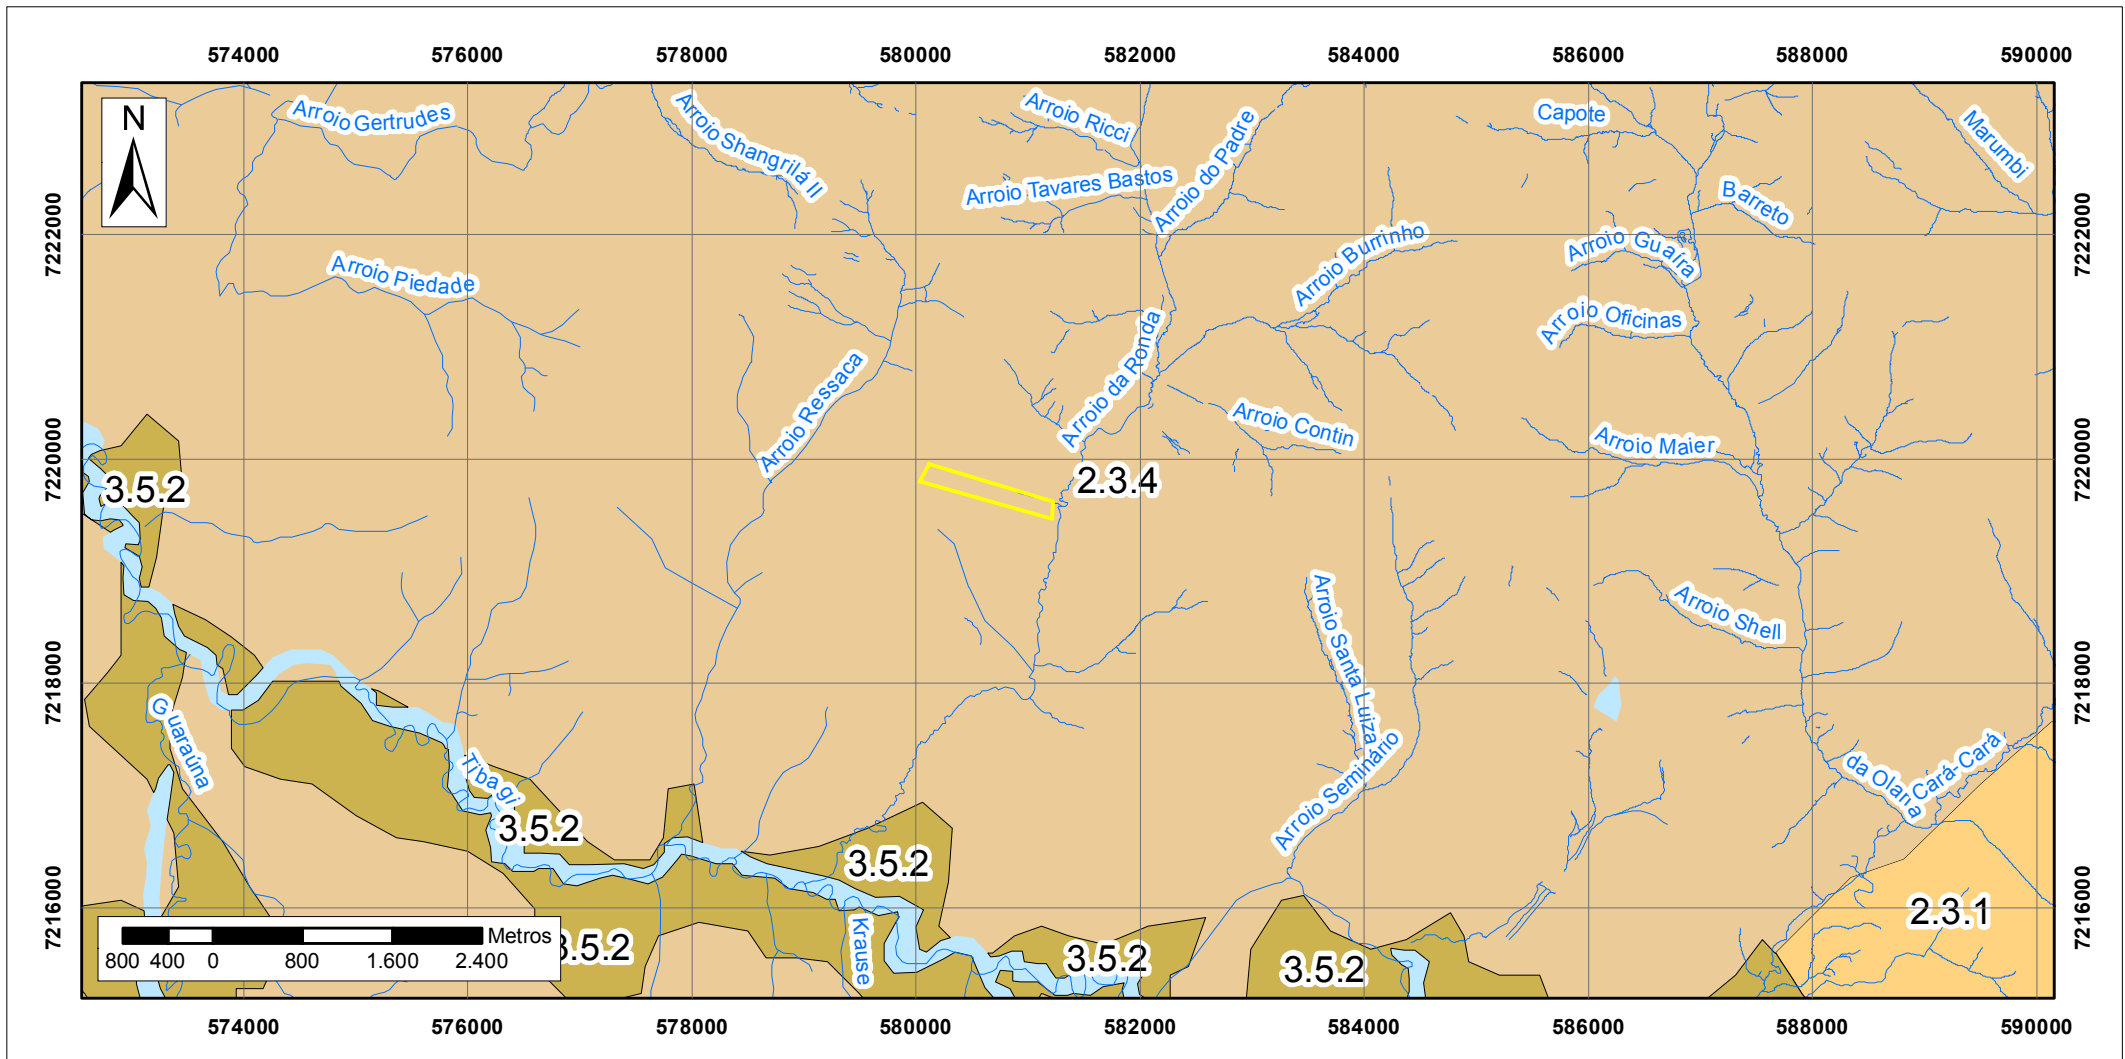 574000 576000 578000 580000 582000 584000 586000 588000 590000
N
Arroio Gertrudes
Arroio Shangrilá II
Arroio Ricci
Arroio do Padre
Capote
Marumbi
Arroio Tavares Bastos
Barreto
7222000
7222000
Arroio Piedade
Arroio Burrinho
Arroio Guaíra
Arroio Oficinas
Arroio Ressaca
Arroio da Ronda
Arroio Contin
Arroio Maier
7220000
7220000
3.5.2
2.3.4
Arroio Santa Luiza
Arroio Shell
7218000
7218000
Guaraúna
Tibagi
Arroio Seminário
da Olaria
Cará-Cará
3.5.2
3.5.2
7216000
7216000
2.3.1
Krause
3.5.2
3.5.2
3.5.2
Metros
800 400 0 800 1.600 2.400
574000 576000 578000 580000 582000 584000 586000 588000 590000